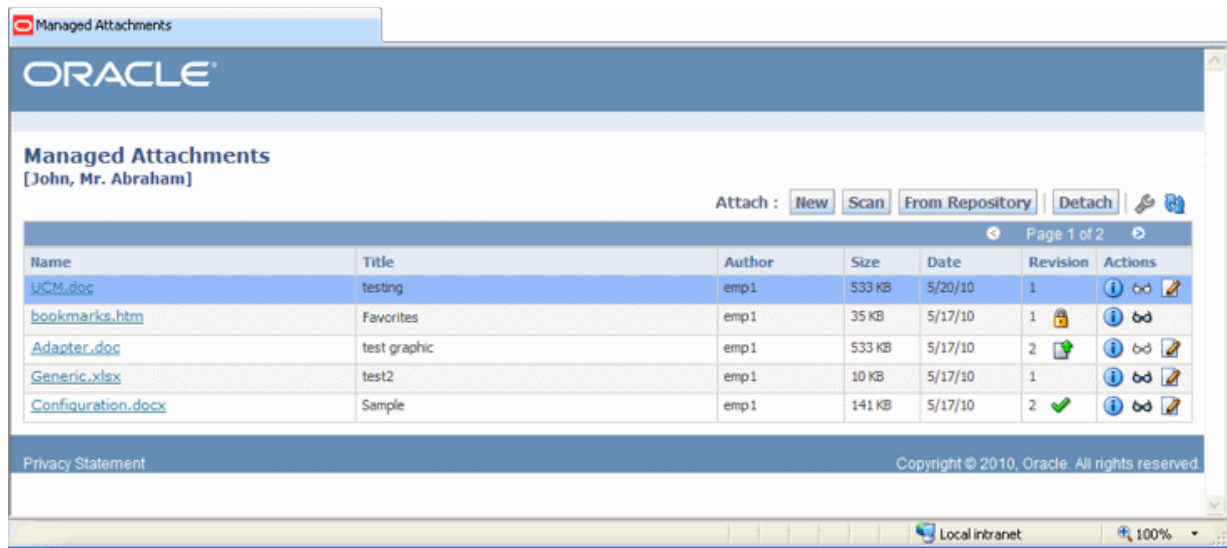 Managed Attachments
ORACLE®
Managed Attachments
[John, Mr. Abraham]
Attach : New Scan From Repository Detach
Page 1 of 2
Name Title Author Size Date Revision Actions
UCM.doc testing emp1 533 KB 5/20/10 1
bookmarks.htm Favorites emp1 35 KB 5/17/10 1
Adapter.doc test graphic emp1 533 KB 5/17/10 2
Generic.xlsx test2 emp1 10 KB 5/17/10 1
Configuration.docx Sample emp1 141 KB 5/17/10 2
Privacy Statement Copyright © 2010, Oracle. All rights reserved.
Local intranet 100%